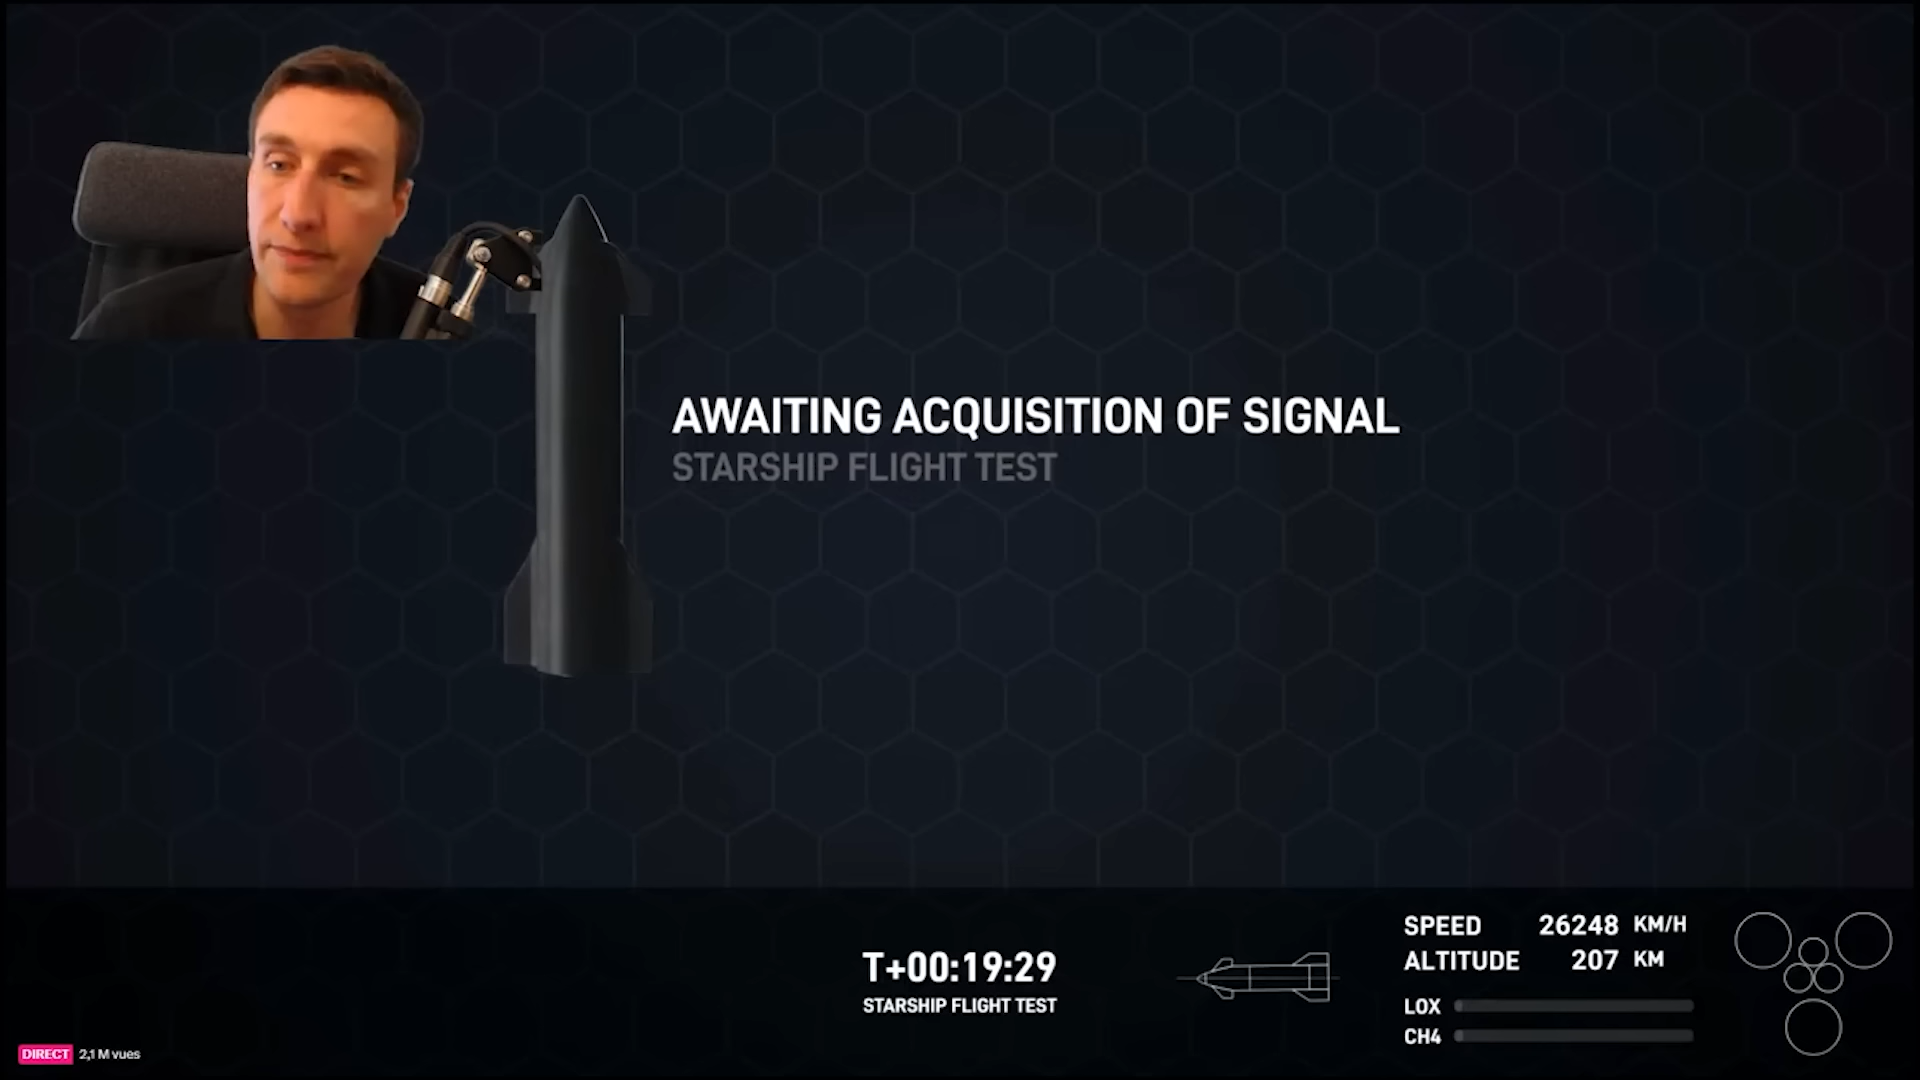 AWAITING ACQUISITION OF SIGNAL
STARSHIP FLIGHT TEST
T+00:19:29
STARSHIP FLIGHT TEST
SPEED 26248 KM/H
ALTITUDE 207 KM
LOX
CH4
DIRECT 2,1 M vues